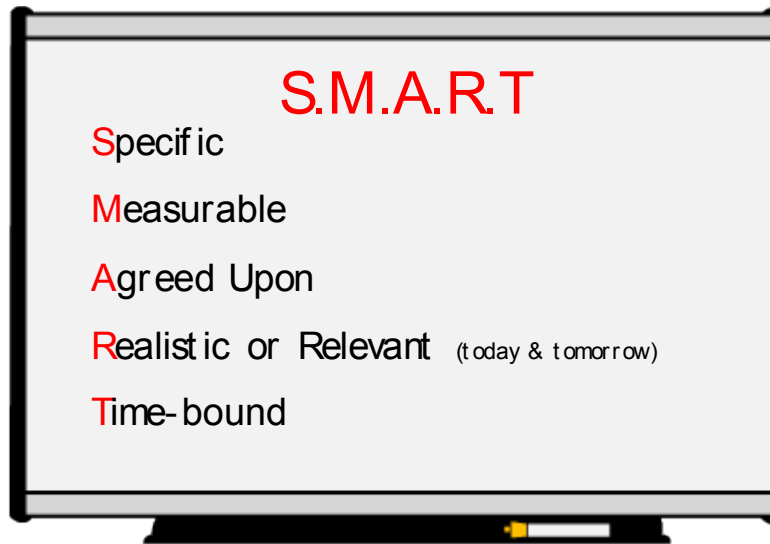 S.M.A.R.T
Specific
Measurable
Agreed Upon
Realistic or Relevant (today & tomorrow)
Time-bound